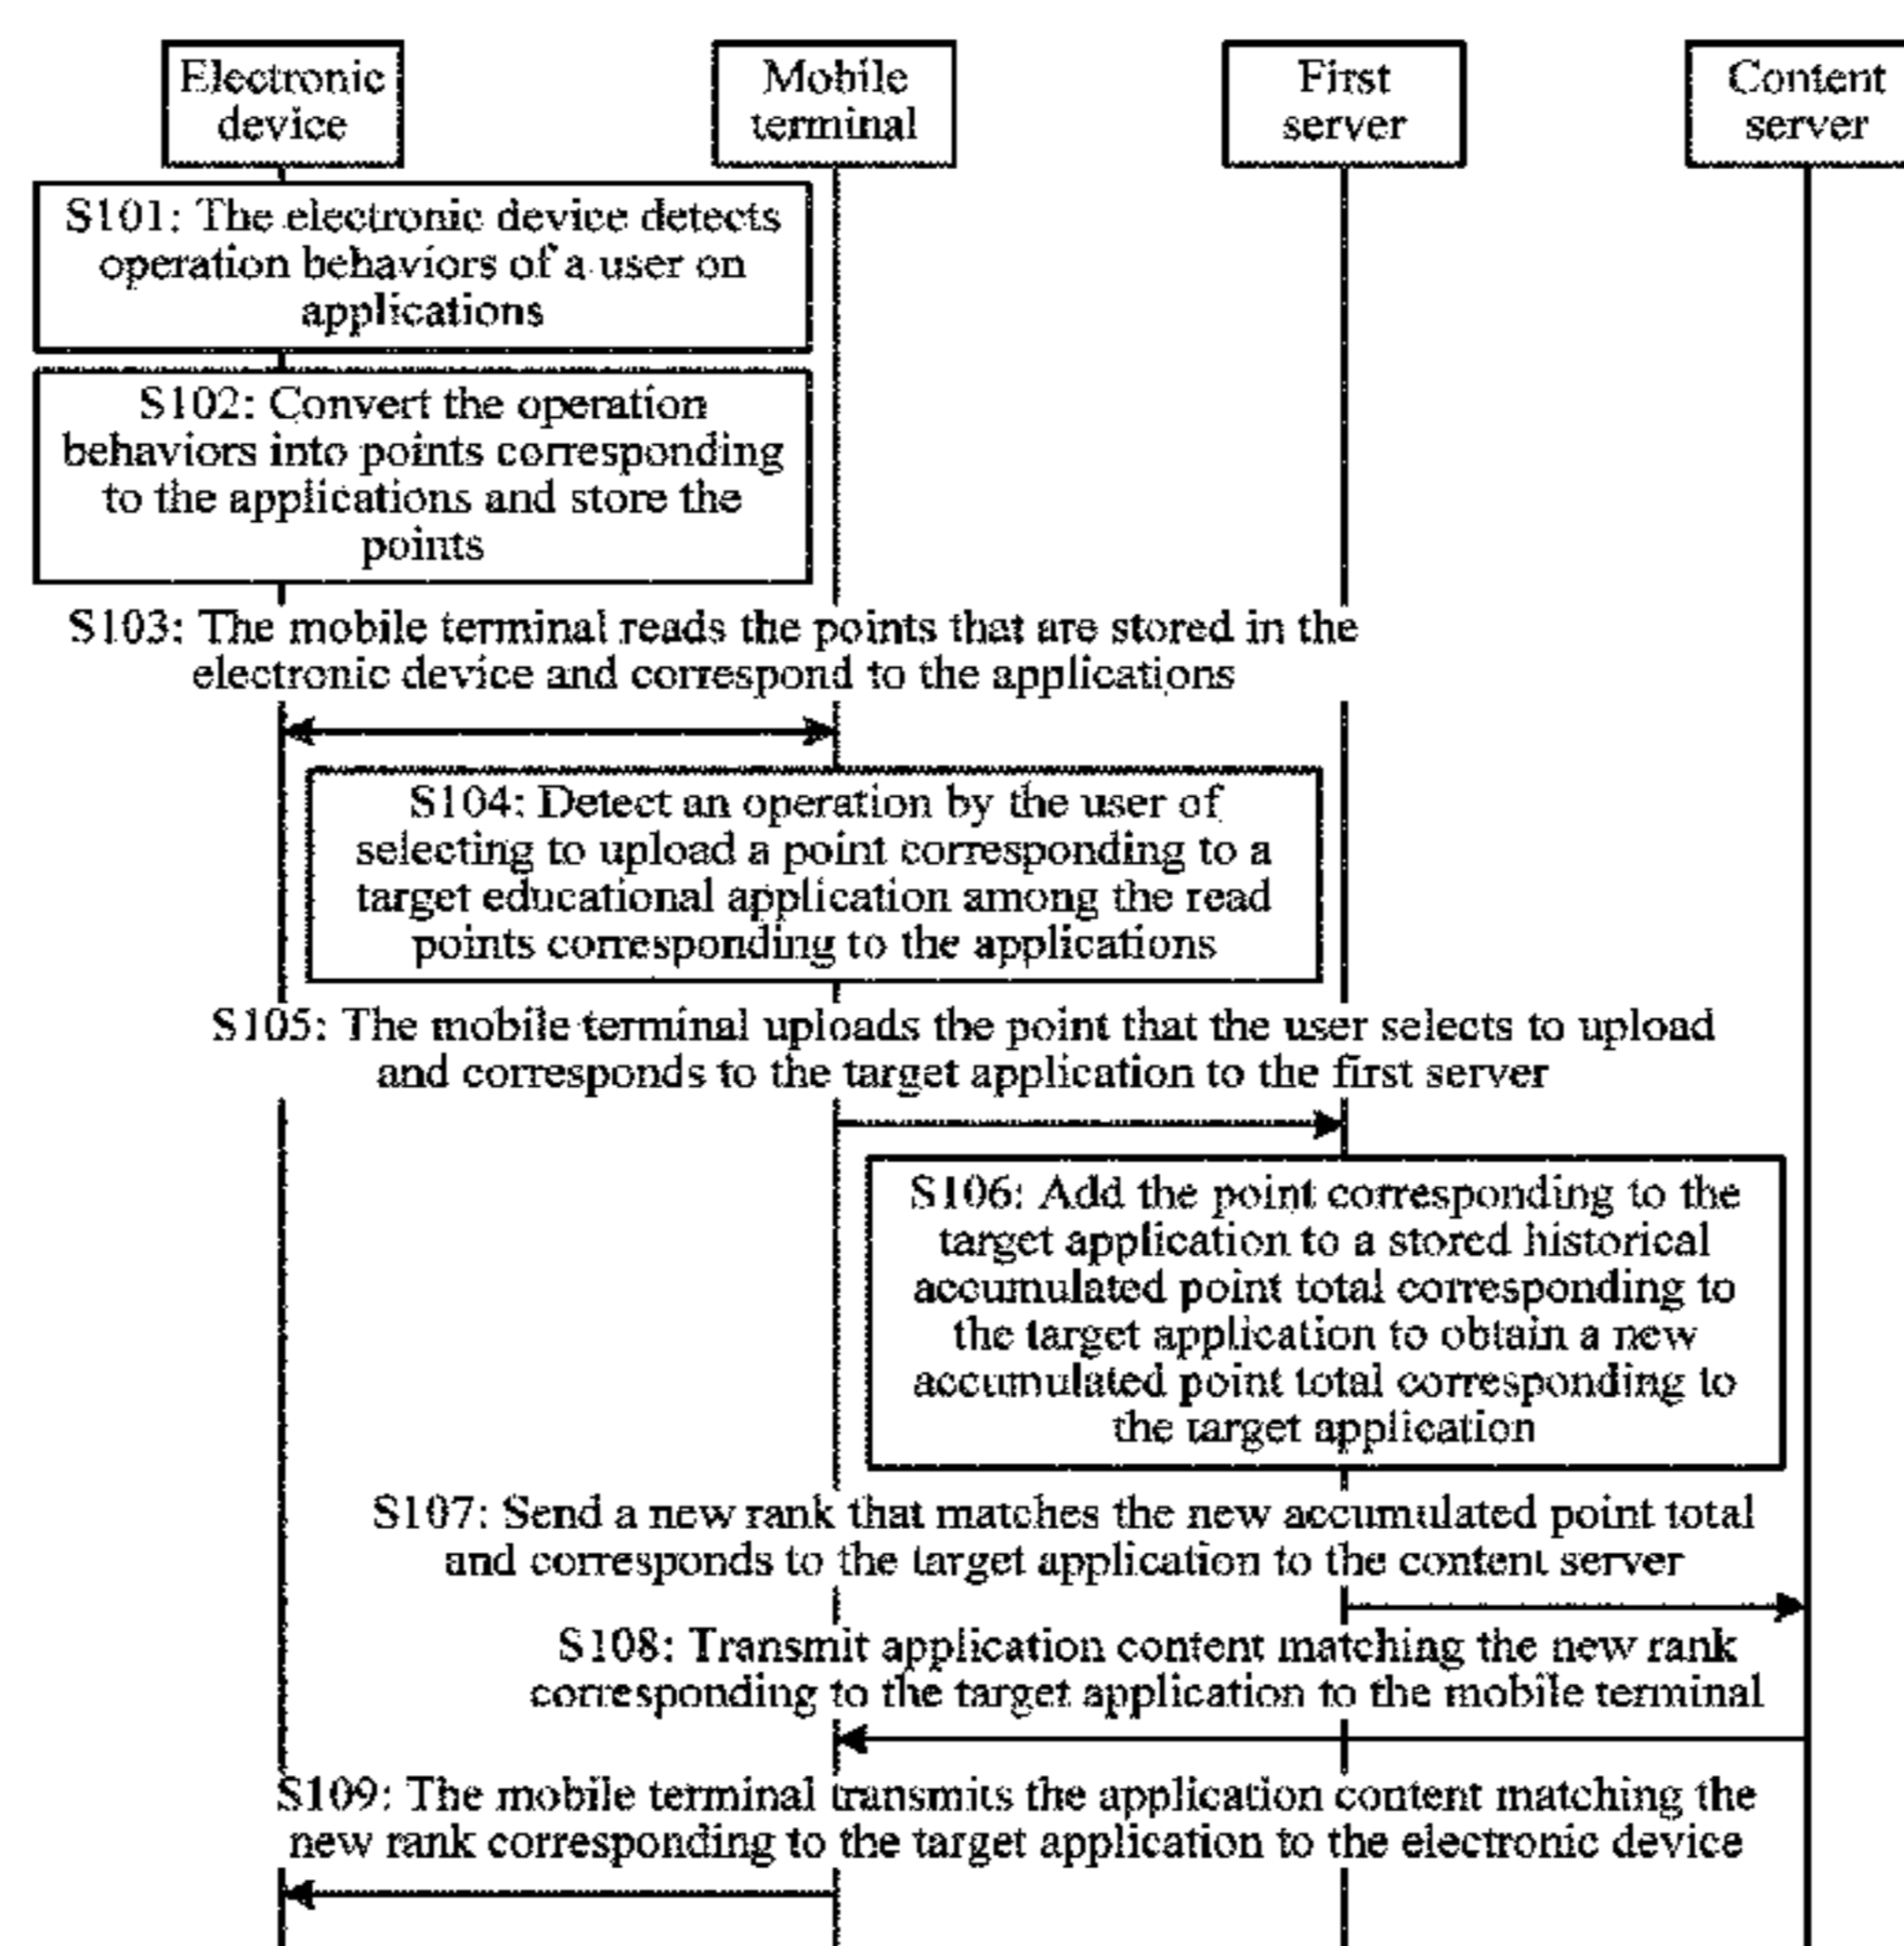 Electronic
device
Mobile
terminal
First
server
Content
server
S101: The electronic device detects
operation behaviors of a user on
applications
S102: Convert the operation
behaviors into points corresponding
to the applications and store the
points
S103: The mobile terminal reads the points that are stored in the
electronic device and correspond to the applications
S104: Detect an operation by the user of
selecting to upload a point corresponding to a
target educational application among the read
points corresponding to the applications
S105: The mobile terminal uploads the point that the user selects to upload
and corresponds to the target application to the first server
S106: Add the point corresponding to the
target application to a stored historical
accumulated point total corresponding to
the target application to obtain a new
accumulated point total corresponding to
the target application
S107: Send a new rank that matches the new accumulated point total
and corresponds to the target application to the content server
S108: Transmit application content matching the new rank
corresponding to the target application to the mobile terminal
S109: The mobile terminal transmits the application content matching the
new rank corresponding to the target application to the electronic device